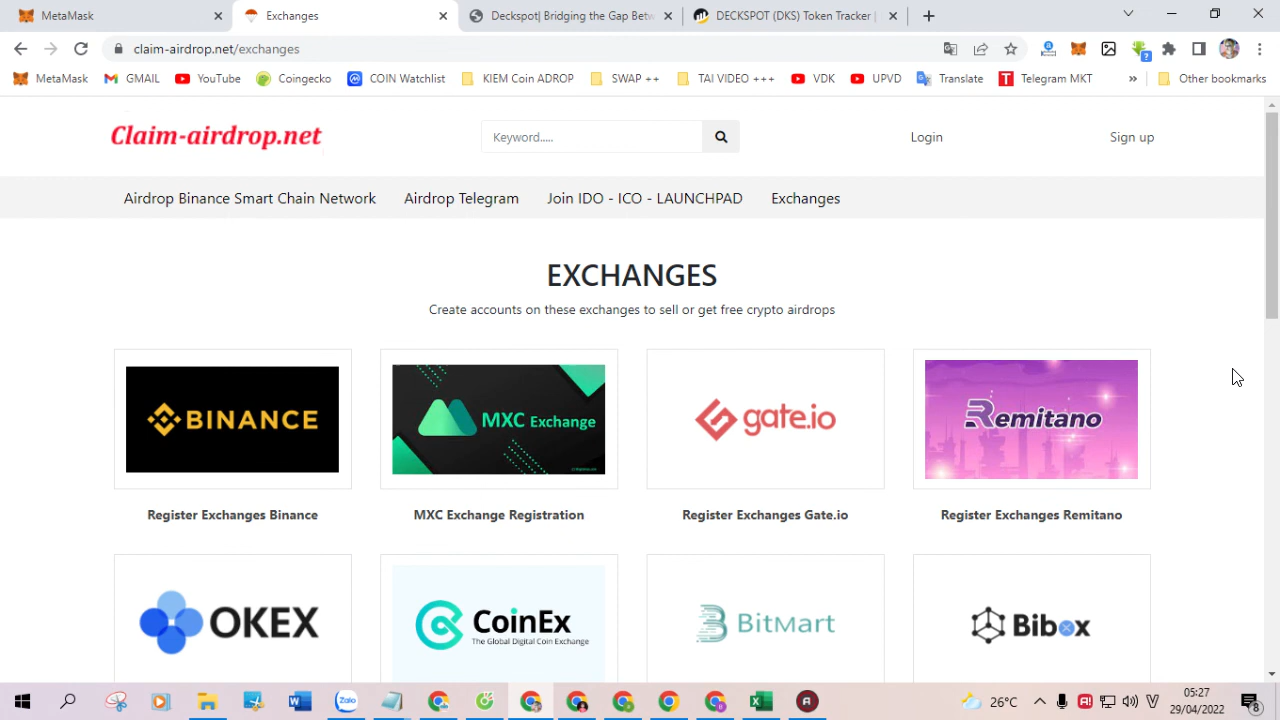 MetaMask
Exchanges
Deckspot| Bridging the Gap Betw
DECKSPOT (DKS) Token Tracker |
claim-airdrop.net/exchanges
MetaMask
GMAIL
YouTube
Coingecko
COIN Watchlist
KIEM Coin ADROP
SWAP ++
TAI VIDEO +++
VDK
UPVD
Translate
Telegram MKT
Other bookmarks
Claim-airdrop.net
Keyword.....
Login
Sign up
Airdrop Binance Smart Chain Network
Airdrop Telegram
Join IDO - ICO - LAUNCHPAD
Exchanges
EXCHANGES
Create accounts on these exchanges to sell or get free crypto airdrops
BINANCE
MXC Exchange
gate.io
Remitano
Register Exchanges Binance
MXC Exchange Registration
Register Exchanges Gate.io
Register Exchanges Remitano
OKEX
CoinEx
The Global Digital Coin Exchange
BitMart
Bibox
Zalo
26°C
05:27
29/04/2022
8